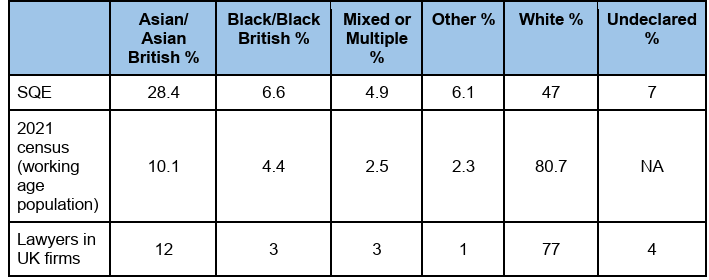 Asian/ Asian British % Black/Black British % Mixed or Multiple % Other % White % Undeclared %
SQE 28.4 6.6 4.9 6.1 47 7
2021 census (working age population) 10.1 4.4 2.5 2.3 80.7 NA
Lawyers in UK firms 12 3 3 1 77 4